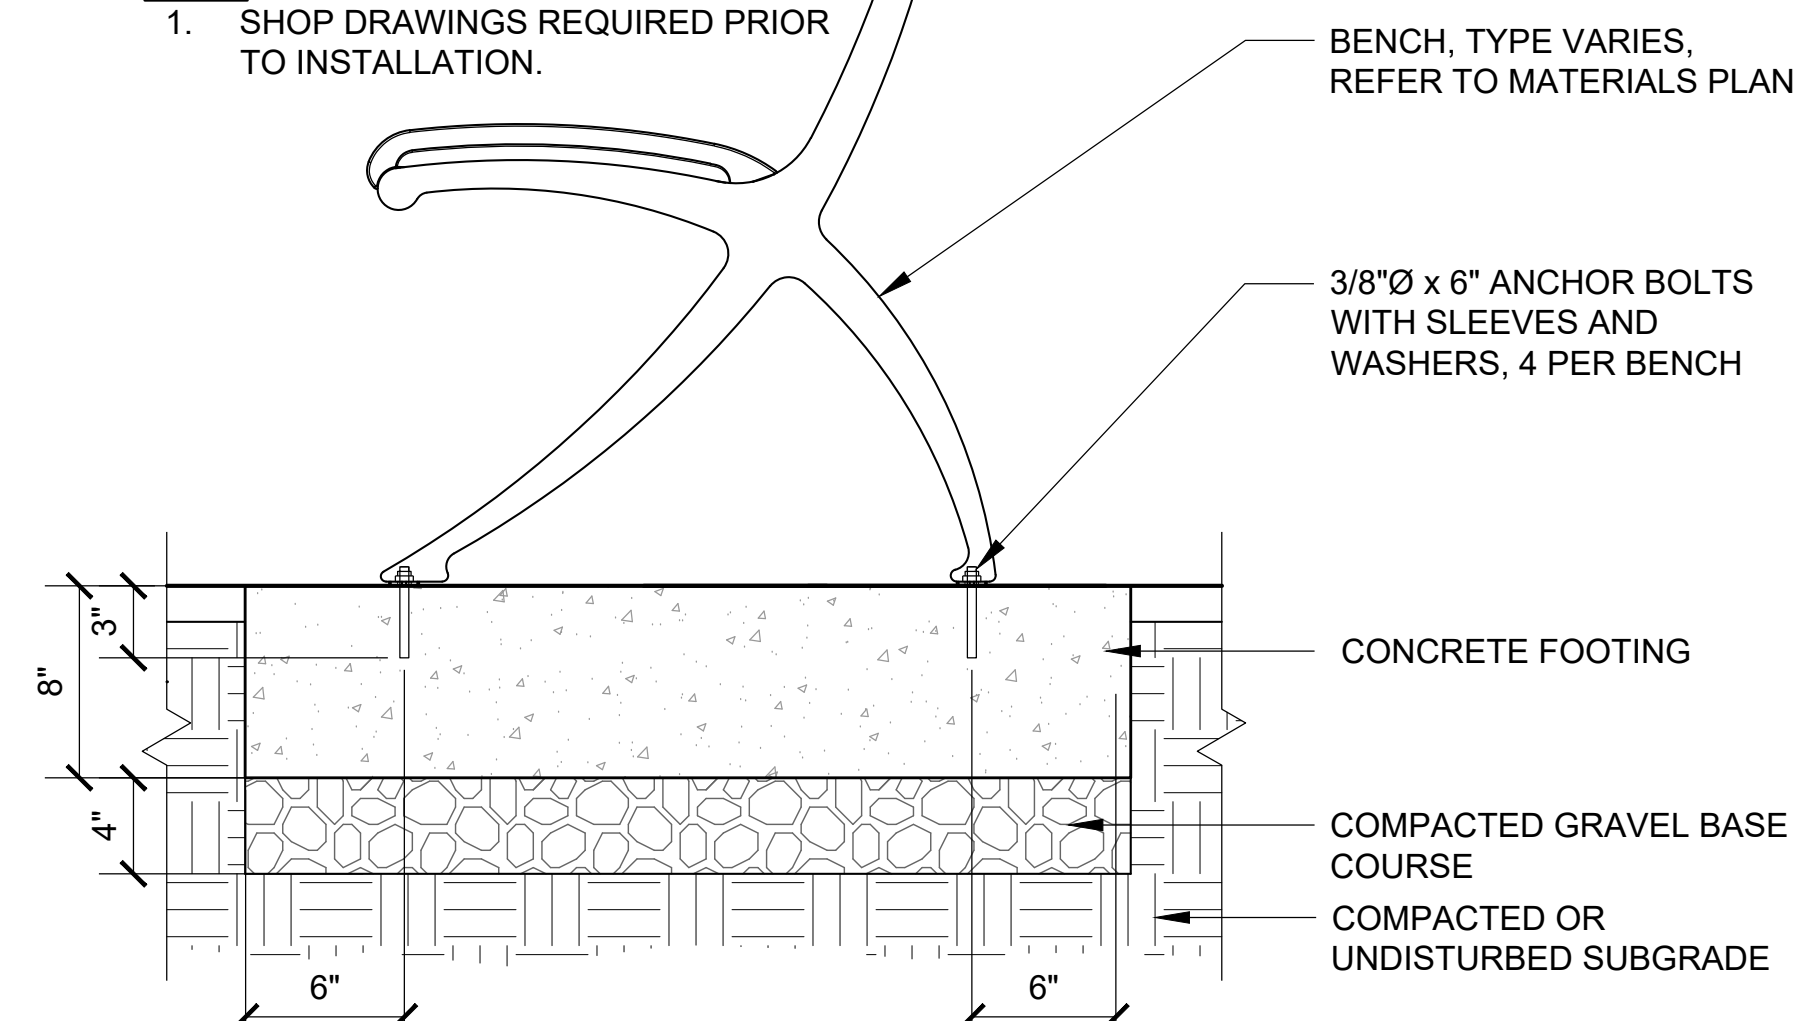 1. SHOP DRAWINGS REQUIRED PRIOR
TO INSTALLATION.
BENCH, TYPE VARIES,
REFER TO MATERIALS PLAN
3/8"Ø x 6" ANCHOR BOLTS
WITH SLEEVES AND
WASHERS, 4 PER BENCH
3"
8"
CONCRETE FOOTING
4"
COMPACTED GRAVEL BASE
COURSE
COMPACTED OR
UNDISTURBED SUBGRADE
6"
6"